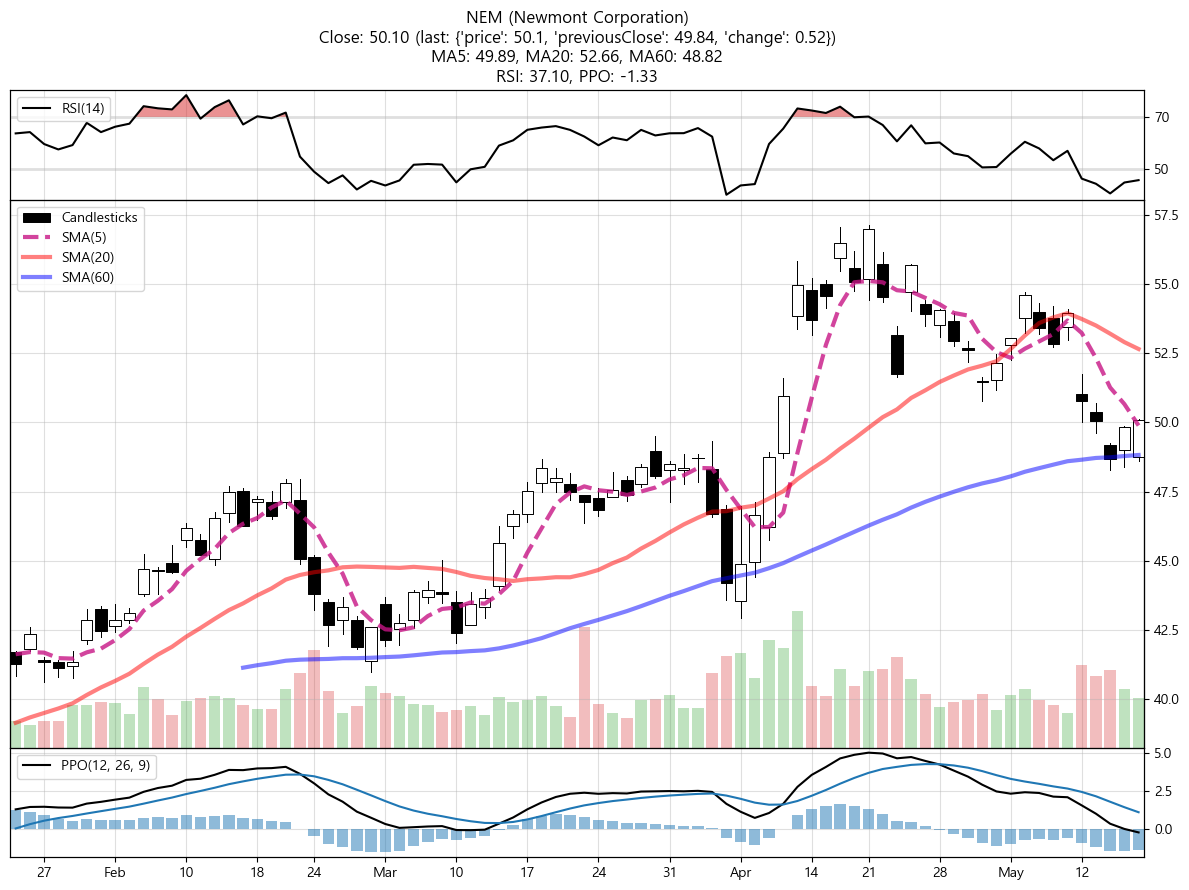 NEM (Newmont Corporation)
Close: 50.10 (last: {'price': 50.1, 'previousClose': 49.84, 'change': 0.52})
MA5: 49.89, MA20: 52.66, MA60: 48.82
RSI: 37.10, PPO: -1.33
RSI(14)
70
50
Candlesticks
SMA(5)
SMA(20)
SMA(60)
57.5
55.0
52.5
50.0
47.5
45.0
42.5
40.0
PPO(12, 26, 9)
5.0
2.5
0.0
27 Feb 10 18 24 Mar 10 17 24 31 Apr 14 21 28 May 12